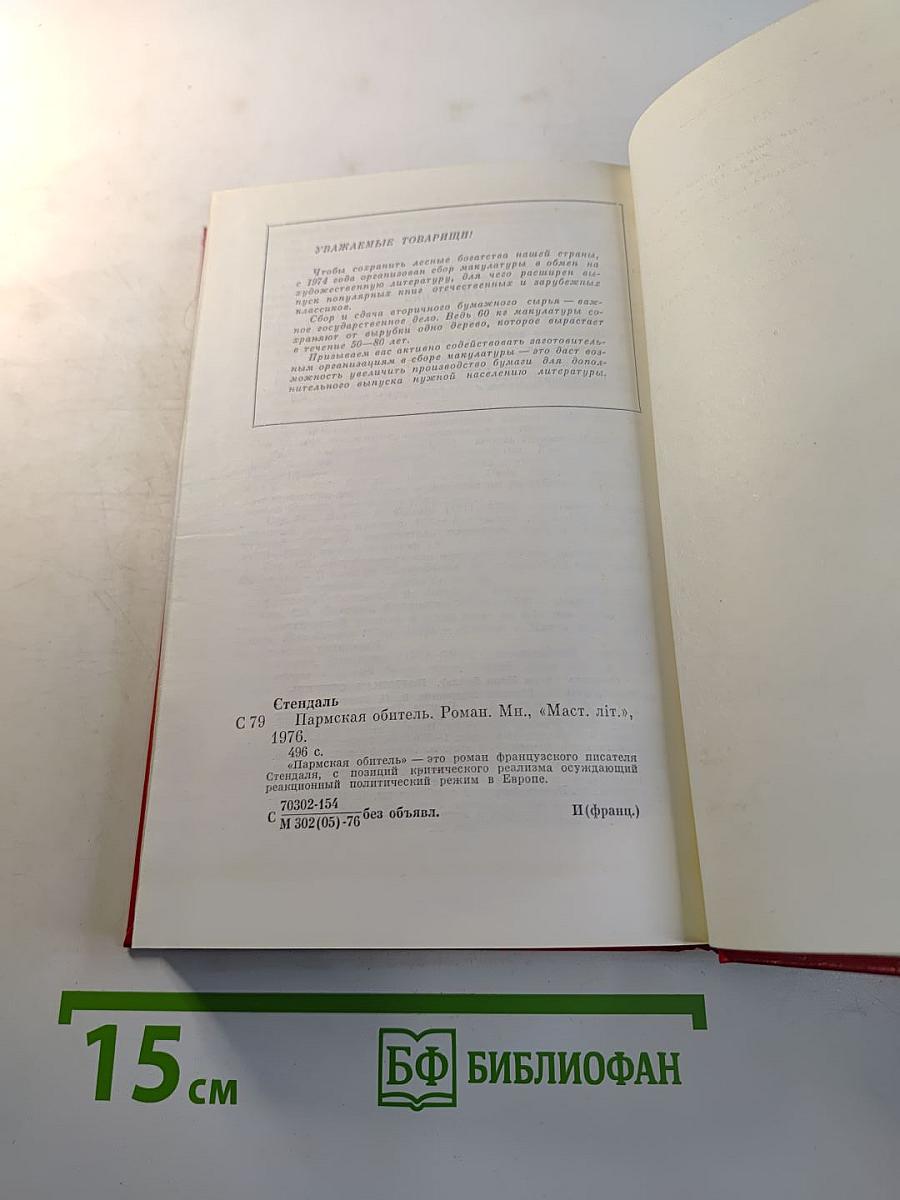 УВАЖАЕМЫЕ ТОВАРИЩИ!
Чтобы сохранить лесные богатства нашей страны,
с 1974 года организован сбор макулатуры в обмен на
художественную литературу, для чего расширен вы-
пуск популярных книг отечественных и зарубежных
классиков.
Сбор и сдача вторичного бумажного сырья — важ-
ное государственное дело. Ведь 60 кг макулатуры со-
храняют от вырубки одно дерево, которое вырастает
в течение 50—80 лет.
Призываем вас активно содействовать заготовитель-
ным организациям в сборе макулатуры — это даст воз-
можность увеличить производство бумаги для допол-
нительного выпуска нужной населению литературы.
Стендаль
С 79 Пармская обитель. Роман. Мн., «Маст. літ.»,
1976.
496 с.
«Пармская обитель» — это роман французского писателя
Стендаля, с позиций критического реализма осуждающий
реакционный политический режим в Европе.
С 70302-154
М 302(05)-76 без объявл. И(франц.)
15 см БФ БИБЛИОФАН